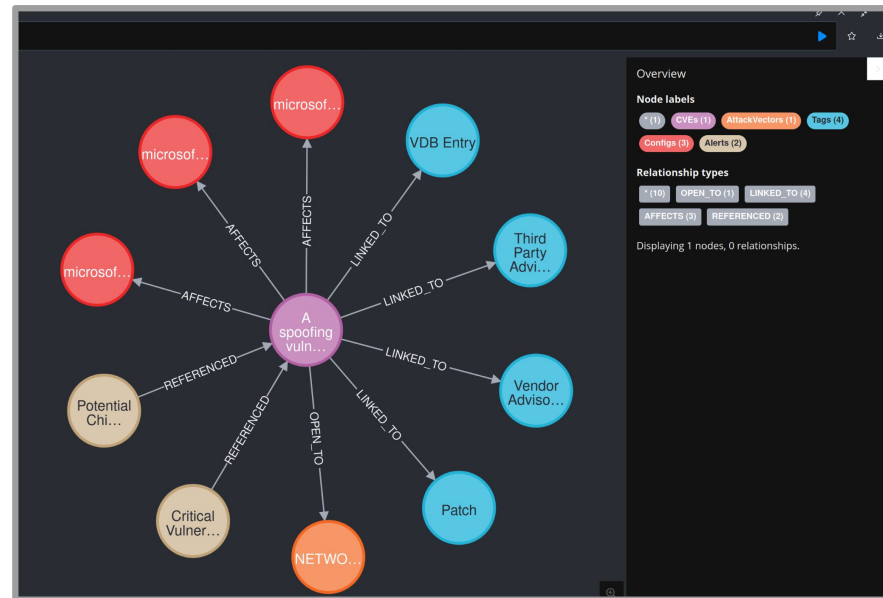 microsof...
microsof...
VDB Entry
Third
Party
Advi...
microsof...
A
spoofing
vuln...
Vendor
Adviso...
Potential
Chi...
Critical
Vulner...
NETWO...
Patch
AFFECTS
AFFECTS
AFFECTS
LINKED_TO
LINKED_TO
LINKED_TO
LINKED_TO
REFERENCED
REFERENCED
OPEN_TO
Overview
Node labels
* (1) CVEs (1) AttackVectors (1) Tags (4)
Configs (3) Alerts (2)
Relationship types
* (10) OPEN_TO (1) LINKED_TO (4)
AFFECTS (3) REFERENCED (2)
Displaying 1 nodes, 0 relationships.